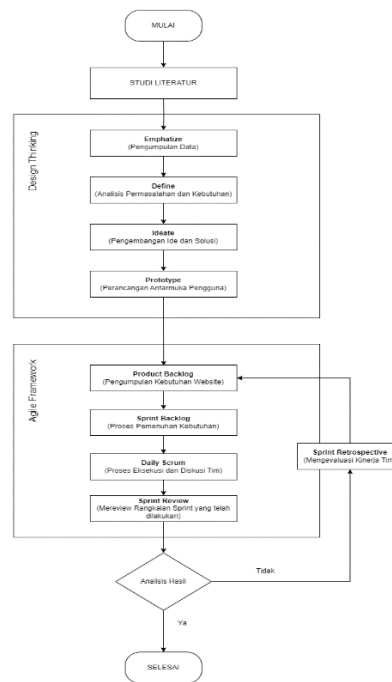 MULAI
STUDI LITERATUR
Design Thinking
Emphatize
(Pengumpulan Data)
Define
(Analisis Permasalahan dan Kebutuhan)
Ideate
(Pengembangan Ide dan Solusi)
Prototype
(Perancangan Antarmuka Pengguna)
Agile Framework
Product Backlog
(Pengumpulan Kebutuhan Website)
Sprint Backlog
(Proses Pemenuhan Kebutuhan)
Daily Scrum
(Proses Eksekusi dan Diskusi Tim)
Sprint Review
(Mereview Rangkaian Sprint yang telah
dilakukan)
Sprint Retrospective
(Mengevaluasi Kinerja Tim)
Analisis Hasil
Tidak
Ya
SELESAI